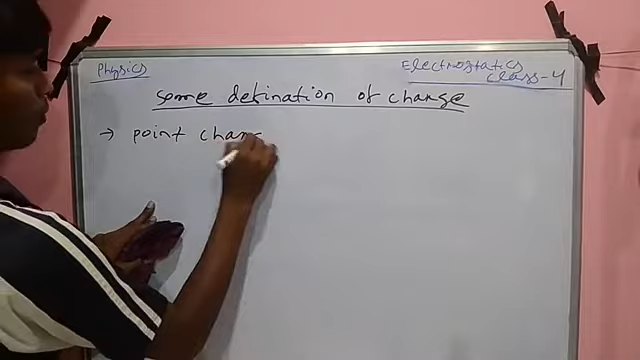 Physics
Electrostatics
class-4
some defination of charge
→ point char